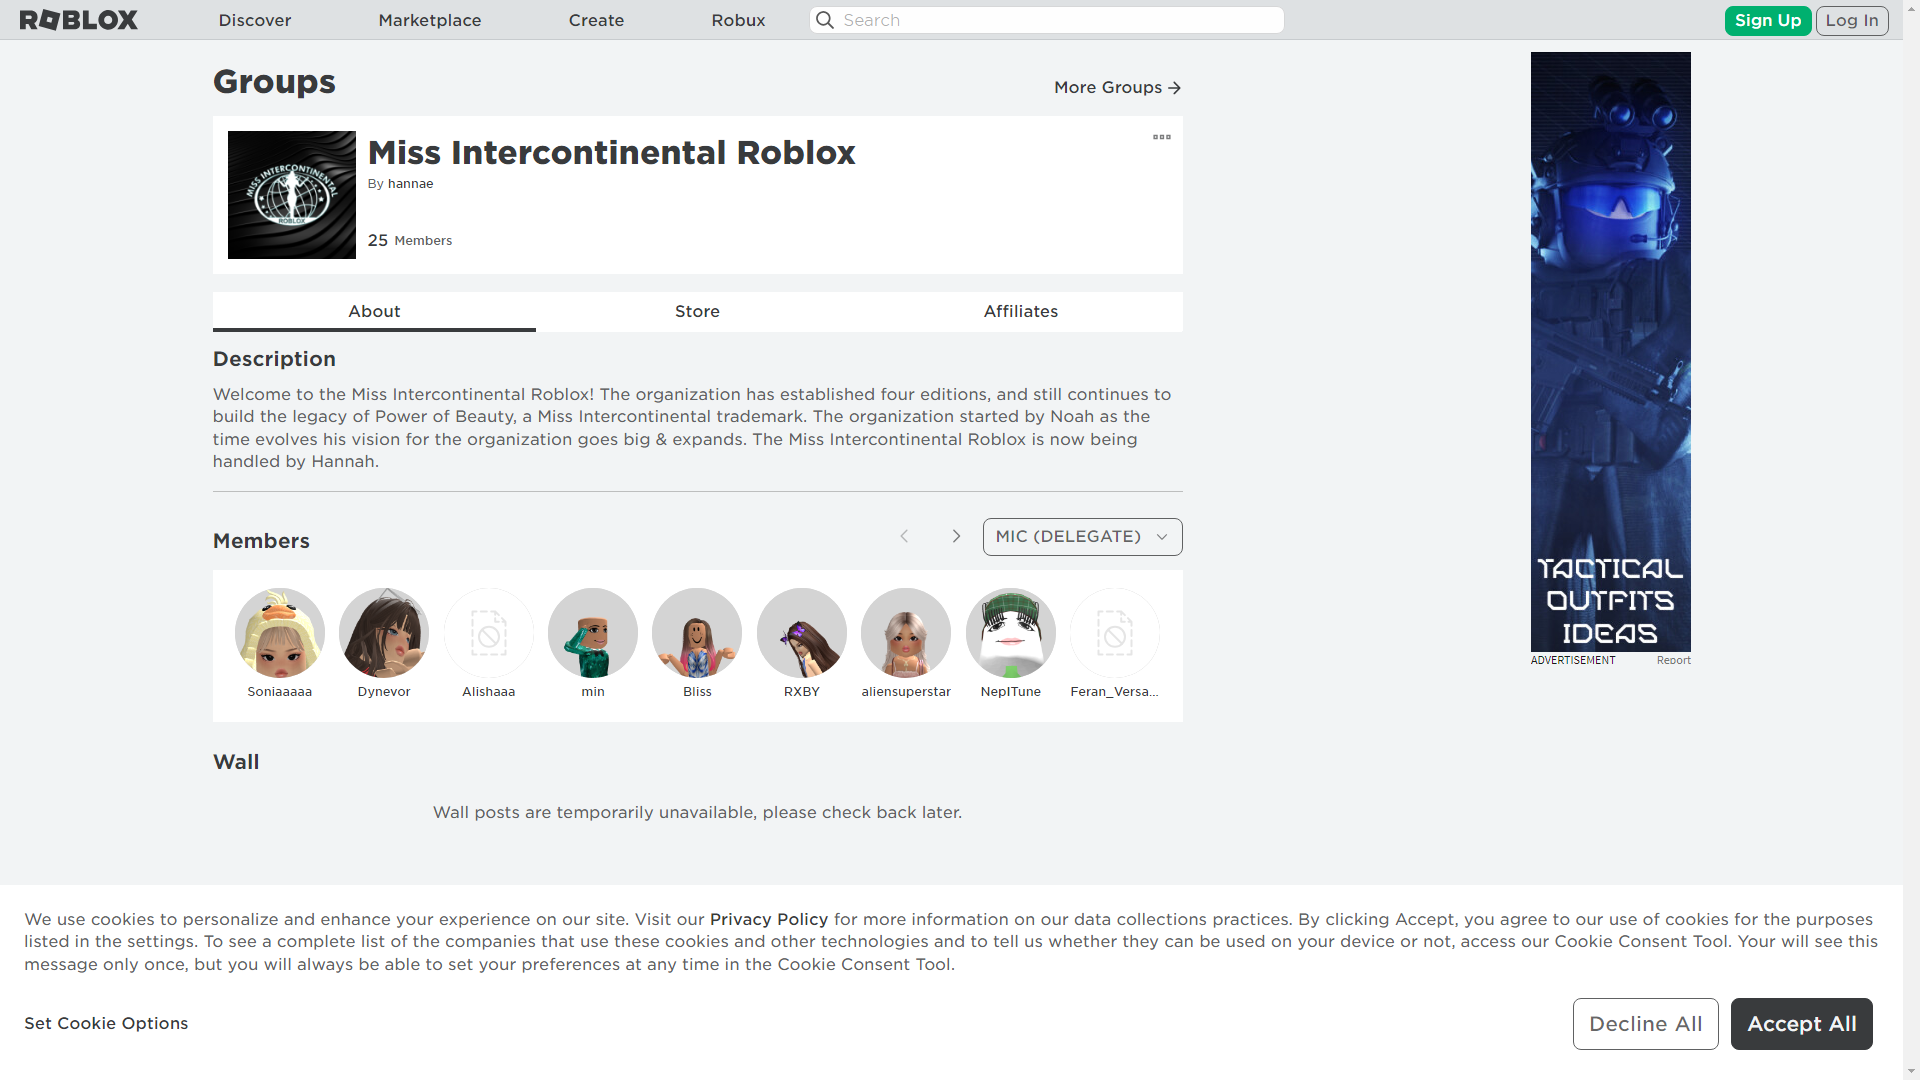 ROBLOX
Discover
Marketplace
Create
Robux
Search
Sign Up
Log In
Groups
More Groups
MISS INTERCONTINENTAL
ROBLOX
Miss Intercontinental Roblox
By hannae
25 Members
About
Store
Affiliates
Description
Welcome to the Miss Intercontinental Roblox! The organization has established four editions, and still continues to
build the legacy of Power of Beauty, a Miss Intercontinental trademark. The organization started by Noah as the
time evolves his vision for the organization goes big & expands. The Miss Intercontinental Roblox is now being
handled by Hannah.
Members
MIC (DELEGATE)
Soniaaaaa
Dynevor
Alishaaa
min
Bliss
RXBY
aliensuperstar
NepITune
Feran_Versa...
TACTICAL
OUTFITS
IDEAS
ADVERTISEMENT
Report
Wall
Wall posts are temporarily unavailable, please check back later.
We use cookies to personalize and enhance your experience on our site. Visit our Privacy Policy for more information on our data collections practices. By clicking Accept, you agree to our use of cookies for the purposes
listed in the settings. To see a complete list of the companies that use these cookies and other technologies and to tell us whether they can be used on your device or not, access our Cookie Consent Tool. Your will see this
message only once, but you will always be able to set your preferences at any time in the Cookie Consent Tool.
Set Cookie Options
Decline All
Accept All